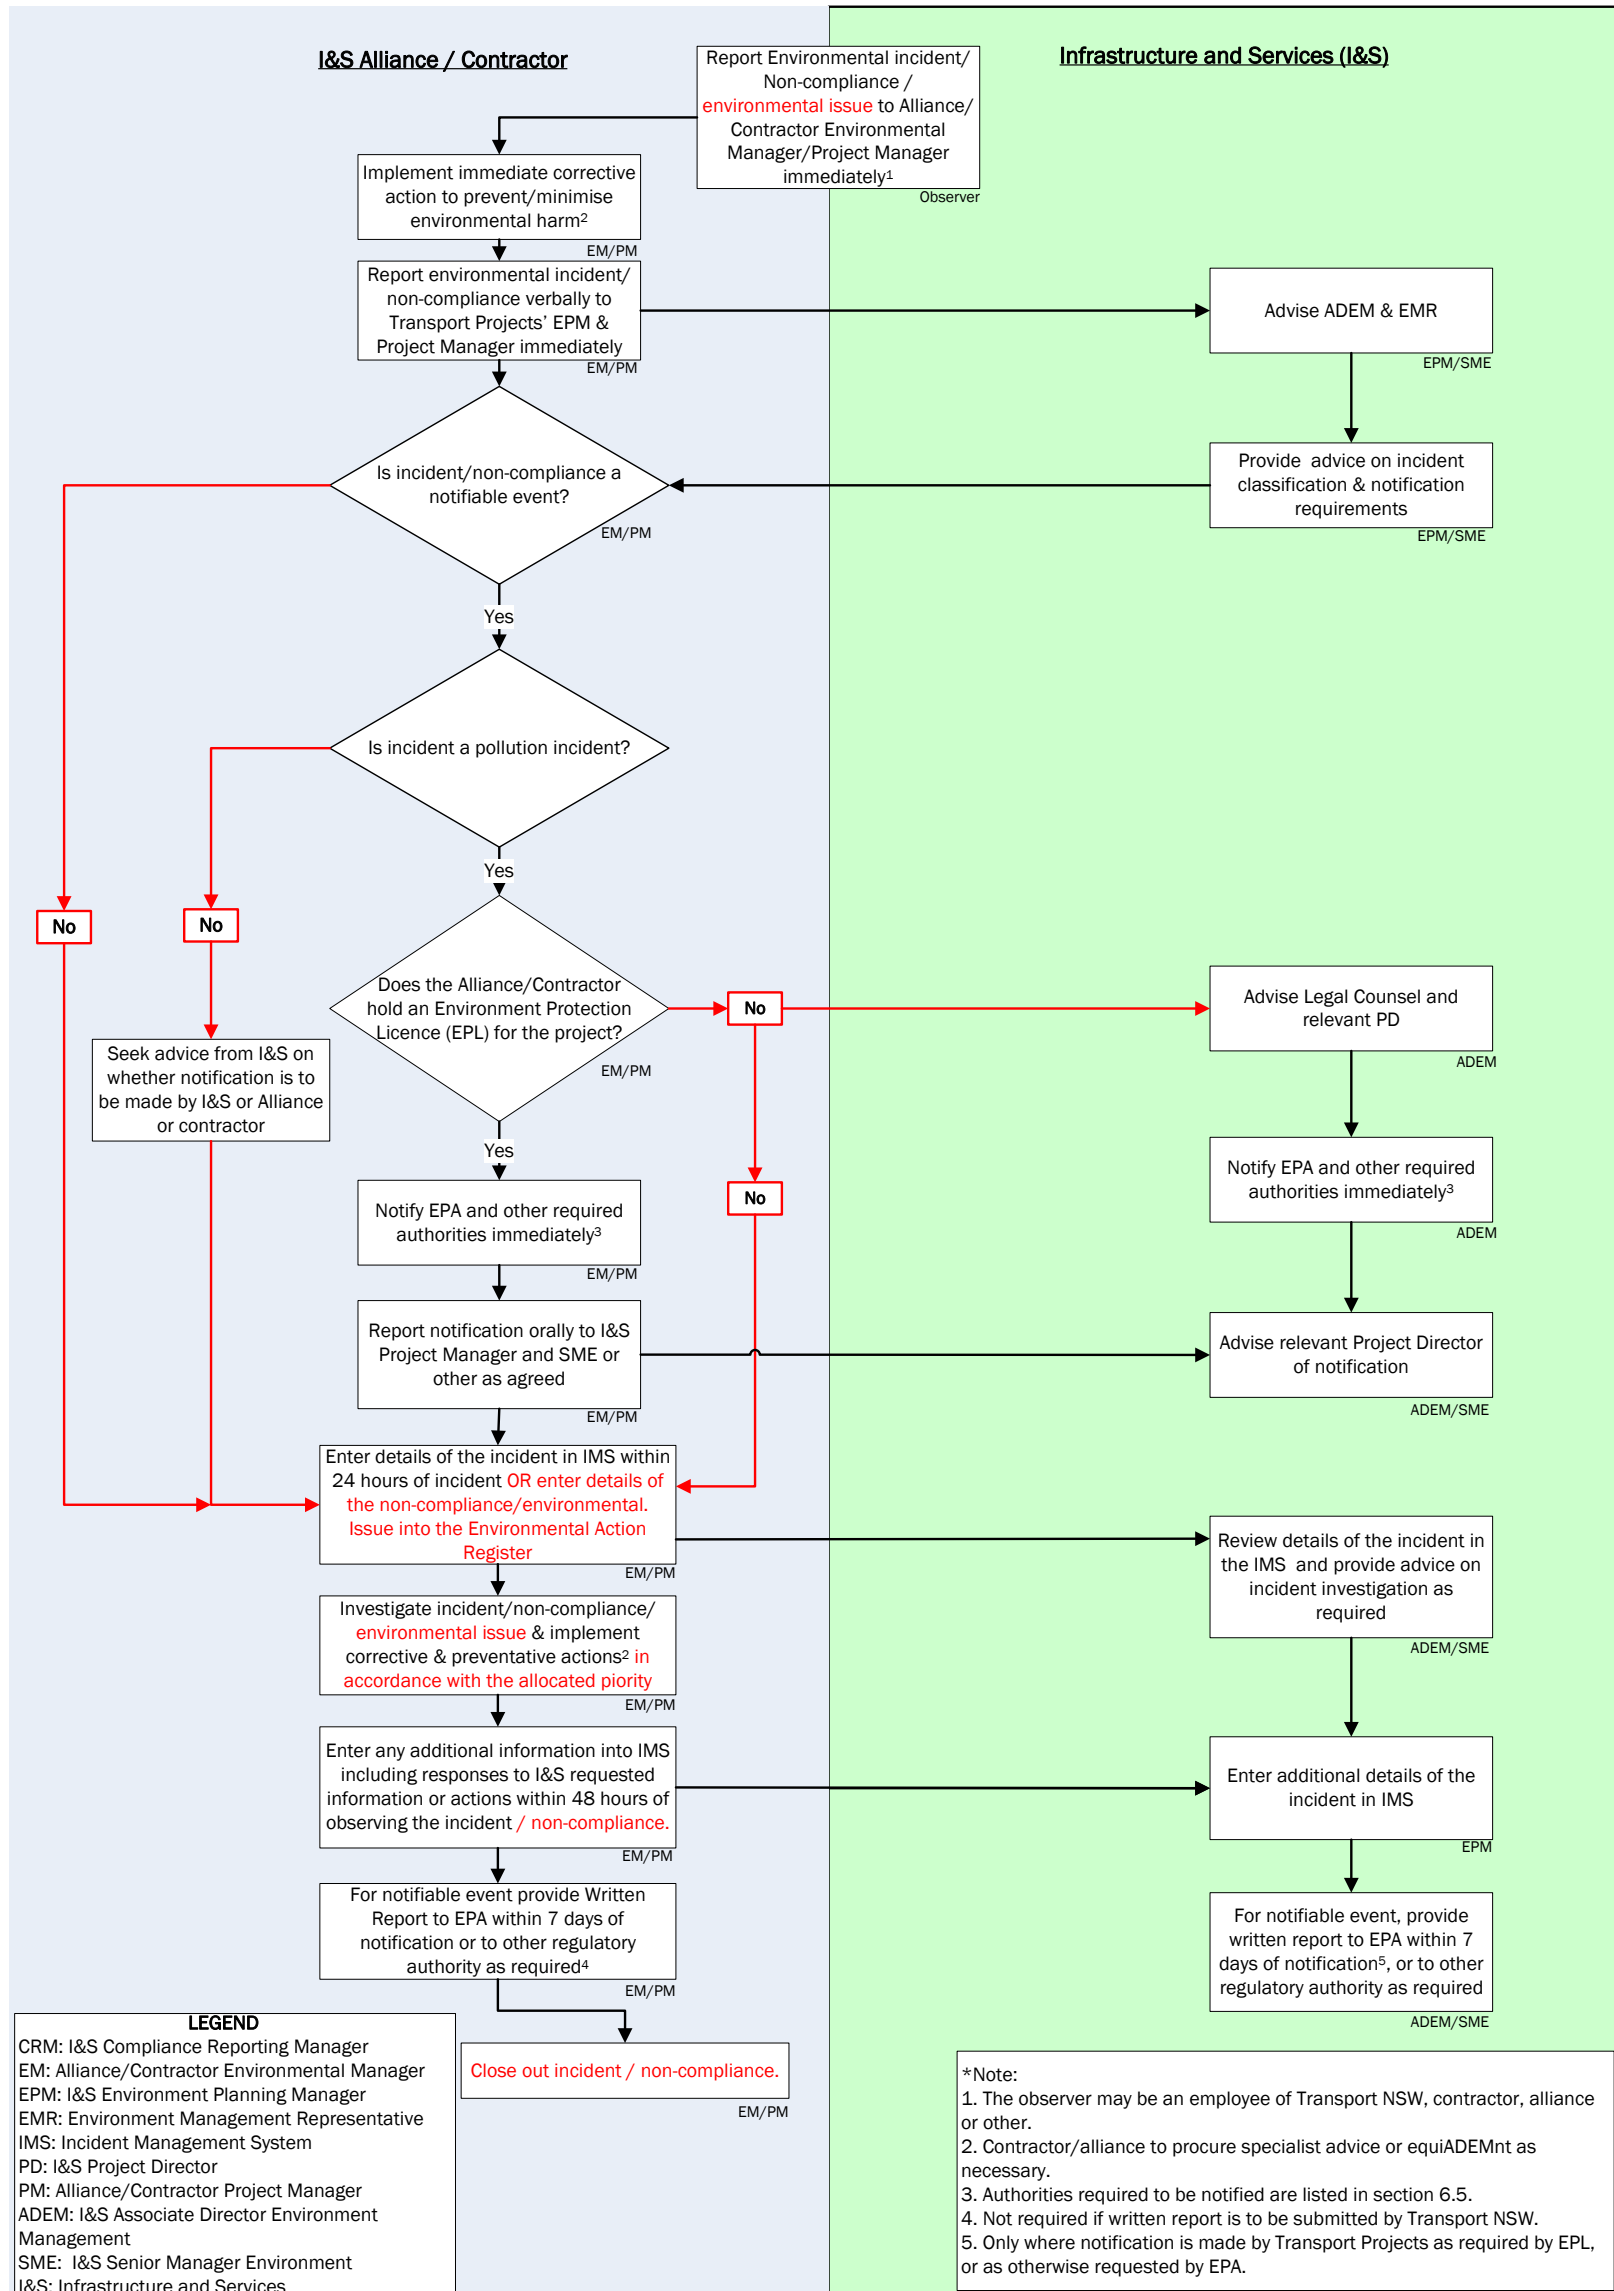 I&S Alliance / Contractor
Infrastructure and Services (I&S)
Report Environmental incident/
Non-compliance /
environmental issue to Alliance/
Contractor Environmental
Manager/Project Manager
immediately1
Observer
Implement immediate corrective
action to prevent/minimise
environmental harm2
EM/PM
Report environmental incident/
non-compliance verbally to
Transport Projects' EPM &
Project Manager immediately
EM/PM
Advise ADEM & EMR
EPM/SME
Is incident/non-compliance a
notifiable event?
EM/PM
Provide advice on incident
classification & notification
requirements
EPM/SME
Yes
Is incident a pollution incident?
Yes
No
No
Does the Alliance/Contractor
hold an Environment Protection
Licence (EPL) for the project?
EM/PM
No
Advise Legal Counsel and
relevant PD
ADEM
Seek advice from I&S on
whether notification is to
be made by I&S or Alliance
or contractor
Yes
No
Notify EPA and other required
authorities immediately3
EM/PM
Notify EPA and other required
authorities immediately3
ADEM
Report notification orally to I&S
Project Manager and SME or
other as agreed
EM/PM
Advise relevant Project Director
of notification
ADEM/SME
Enter details of the incident in IMS within
24 hours of incident OR enter details of
the non-compliance/environmental.
Issue into the Environmental Action
Register
EM/PM
Review details of the incident in
the IMS and provide advice on
incident investigation as
required
ADEM/SME
Investigate incident/non-compliance/
environmental issue & implement
corrective & preventative actions2 in
accordance with the allocated piority
EM/PM
Enter any additional information into IMS
including responses to I&S requested
information or actions within 48 hours of
observing the incident / non-compliance.
EM/PM
Enter additional details of the
incident in IMS
EPM
For notifiable event provide Written
Report to EPA within 7 days of
notification or to other regulatory
authority as required4
EM/PM
For notifiable event, provide
written report to EPA within 7
days of notification5, or to other
regulatory authority as required
ADEM/SME
Close out incident / non-compliance.
EM/PM
LEGEND
CRM: I&S Compliance Reporting Manager
EM: Alliance/Contractor Environmental Manager
EPM: I&S Environment Planning Manager
EMR: Environment Management Representative
IMS: Incident Management System
PD: I&S Project Director
PM: Alliance/Contractor Project Manager
ADEM: I&S Associate Director Environment
Management
SME: I&S Senior Manager Environment
I&S: Infrastructure and Services
*Note:
1. The observer may be an employee of Transport NSW, contractor, alliance
or other.
2. Contractor/alliance to procure specialist advice or equiADEMnt as
necessary.
3. Authorities required to be notified are listed in section 6.5.
4. Not required if written report is to be submitted by Transport NSW.
5. Only where notification is made by Transport Projects as required by EPL,
or as otherwise requested by EPA.